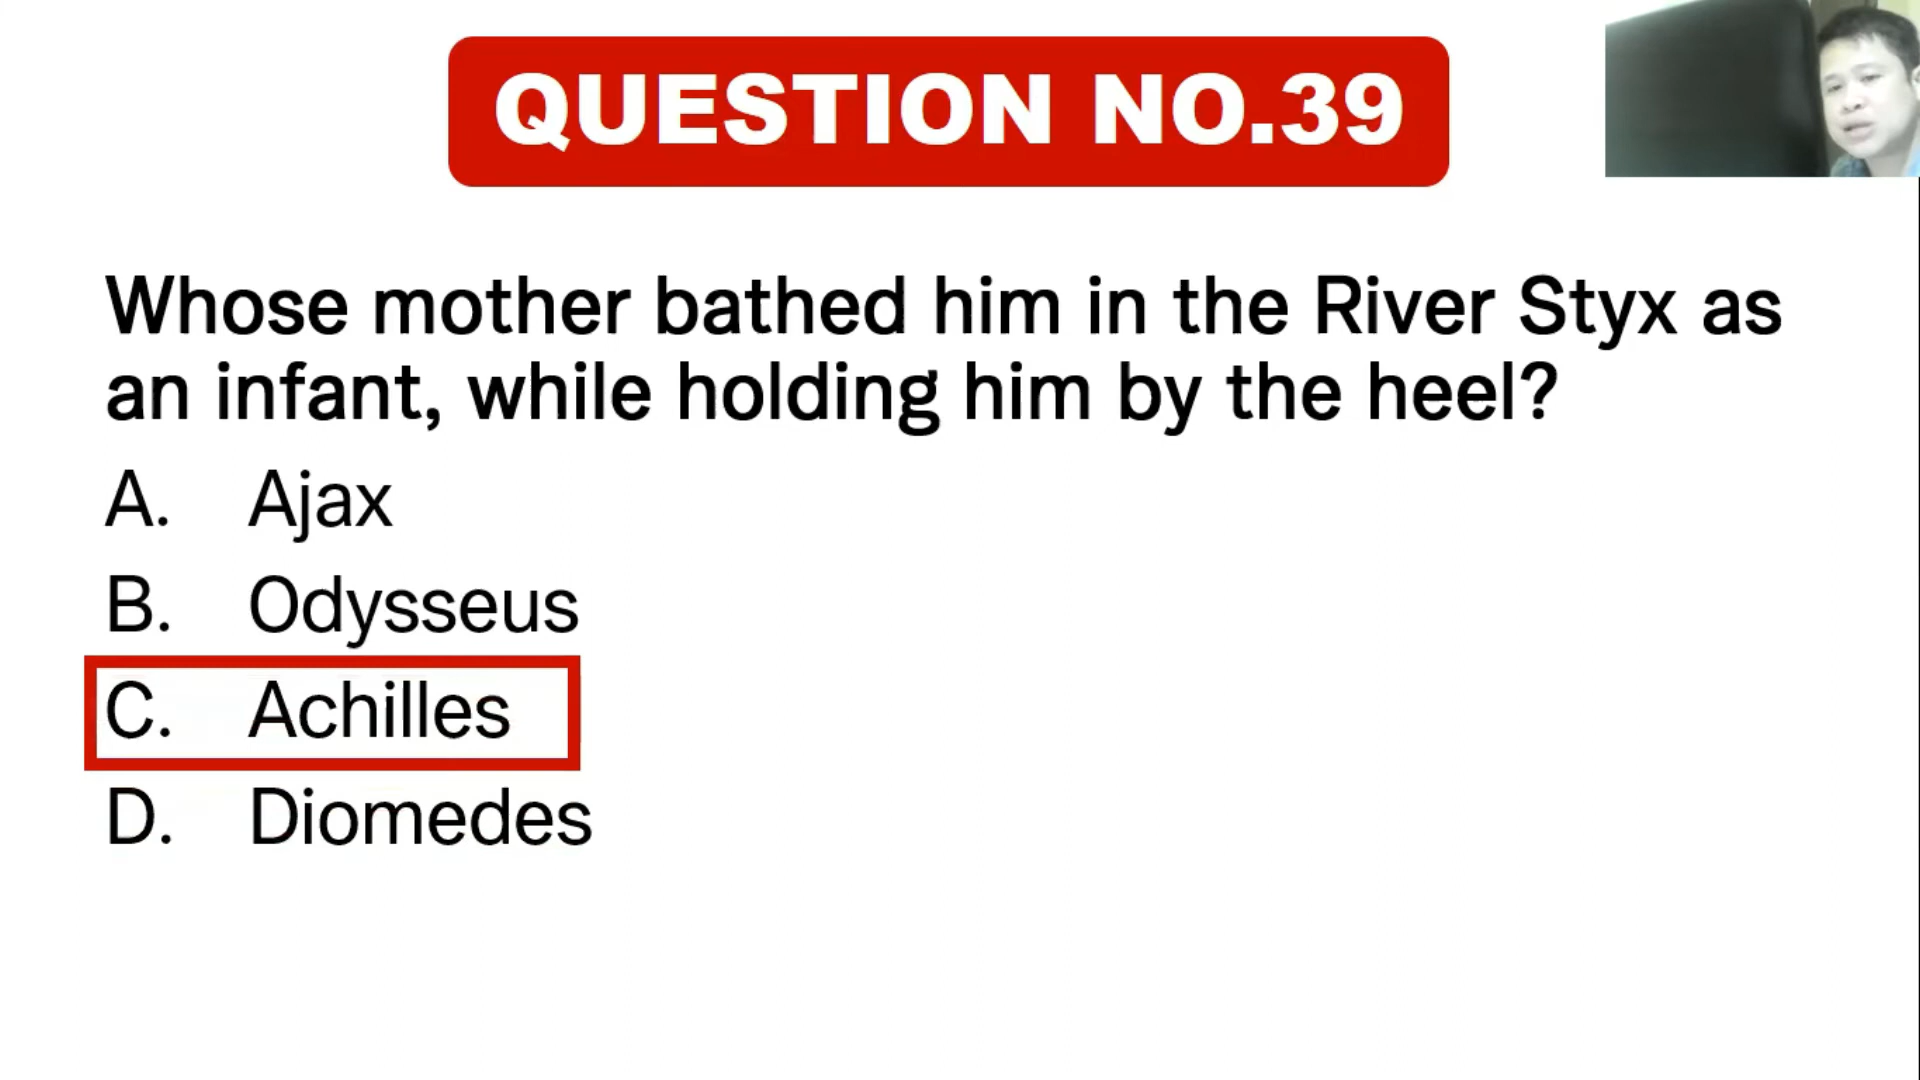 QUESTION NO.39
Whose mother bathed him in the River Styx as
an infant, while holding him by the heel?
A. Ajax
B. Odysseus
C. Achilles
D. Diomedes